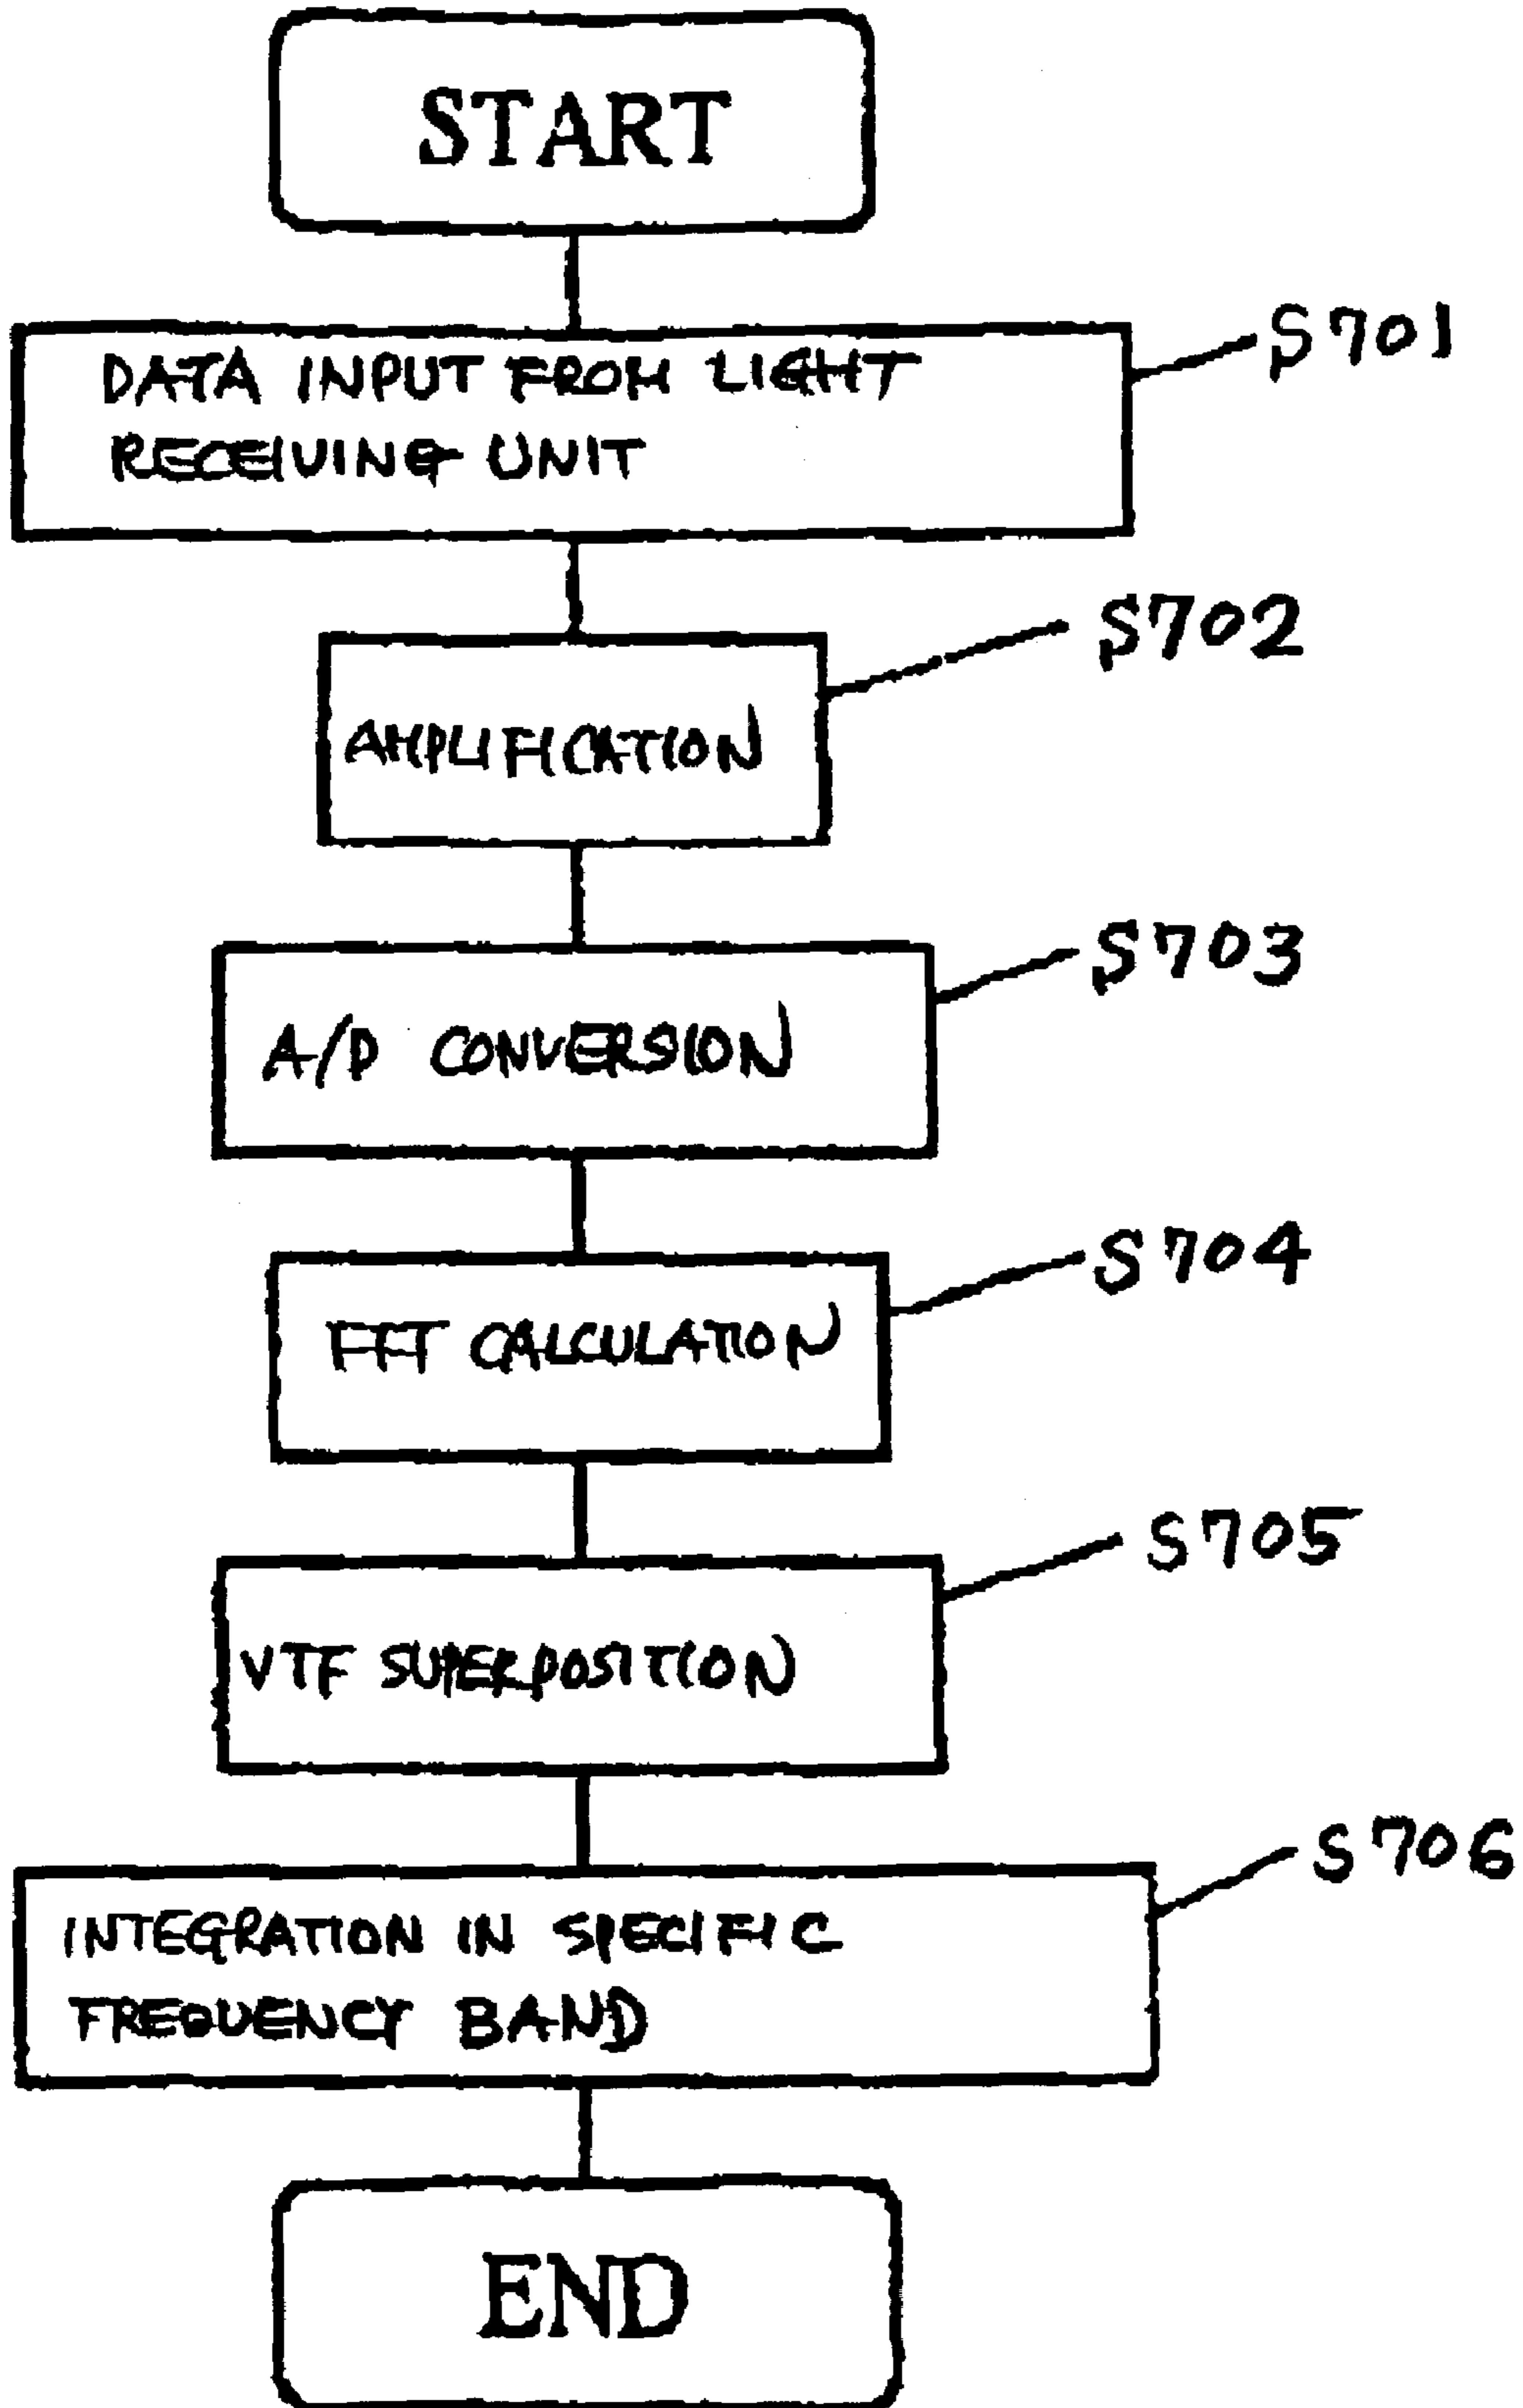 START
DATA INPUT FROM LIGHT
RECEIVING UNIT
S701
AMPLIFICATION
S702
A/D CONVERSION
S703
FFT CALCULATION
S704
VTF SUPERPOSITION
S705
INTEGRATION IN SPECIFIC
FREQUENCY BAND
S706
END